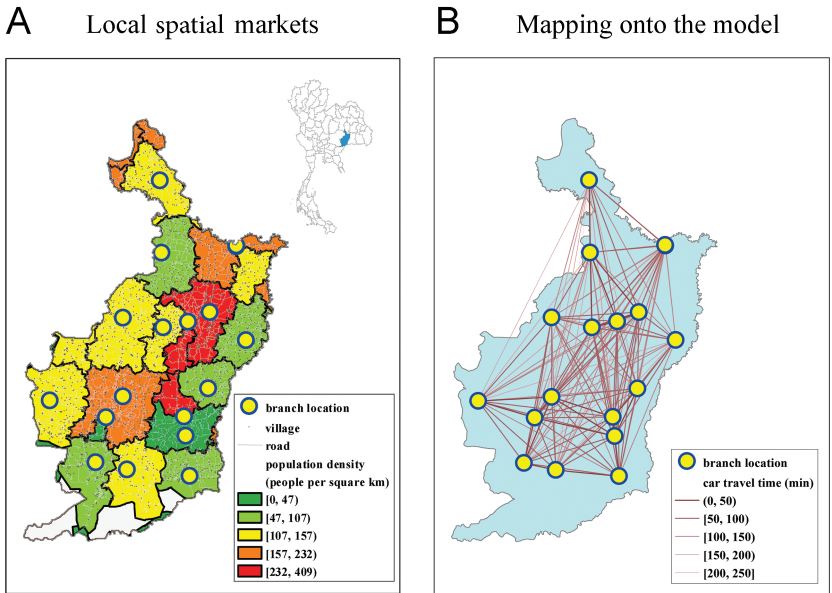 A
Local spatial markets
branch location
village
road
population density
(people per square km)
[0, 47)
[47, 107)
[107, 157)
[157, 232)
[232, 409)
B
Mapping onto the model
branch location
car travel time (min)
(0, 50)
[50, 100)
[100, 150)
[150, 200)
[200, 250]